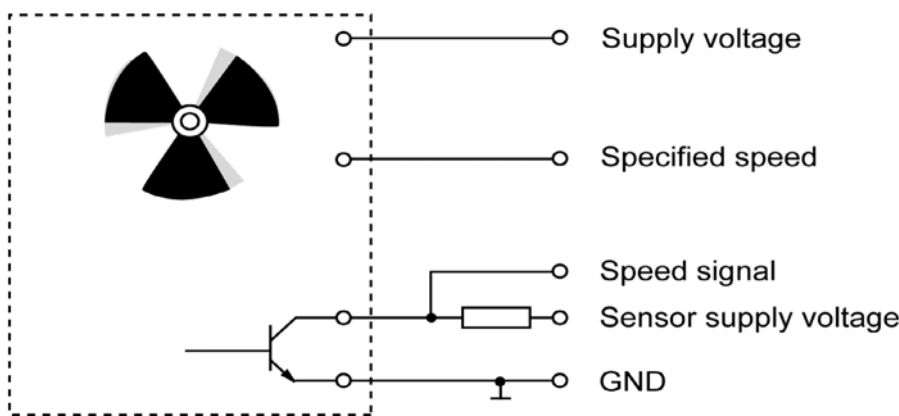 Supply voltage
Specified speed
Speed signal
Sensor supply voltage
GND